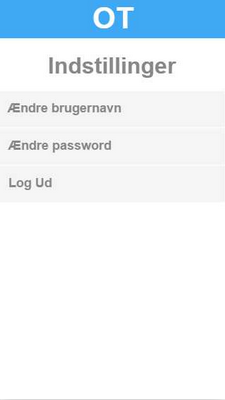 OT
Indstillinger
Ændre brugernavn
Ændre password
Log Ud